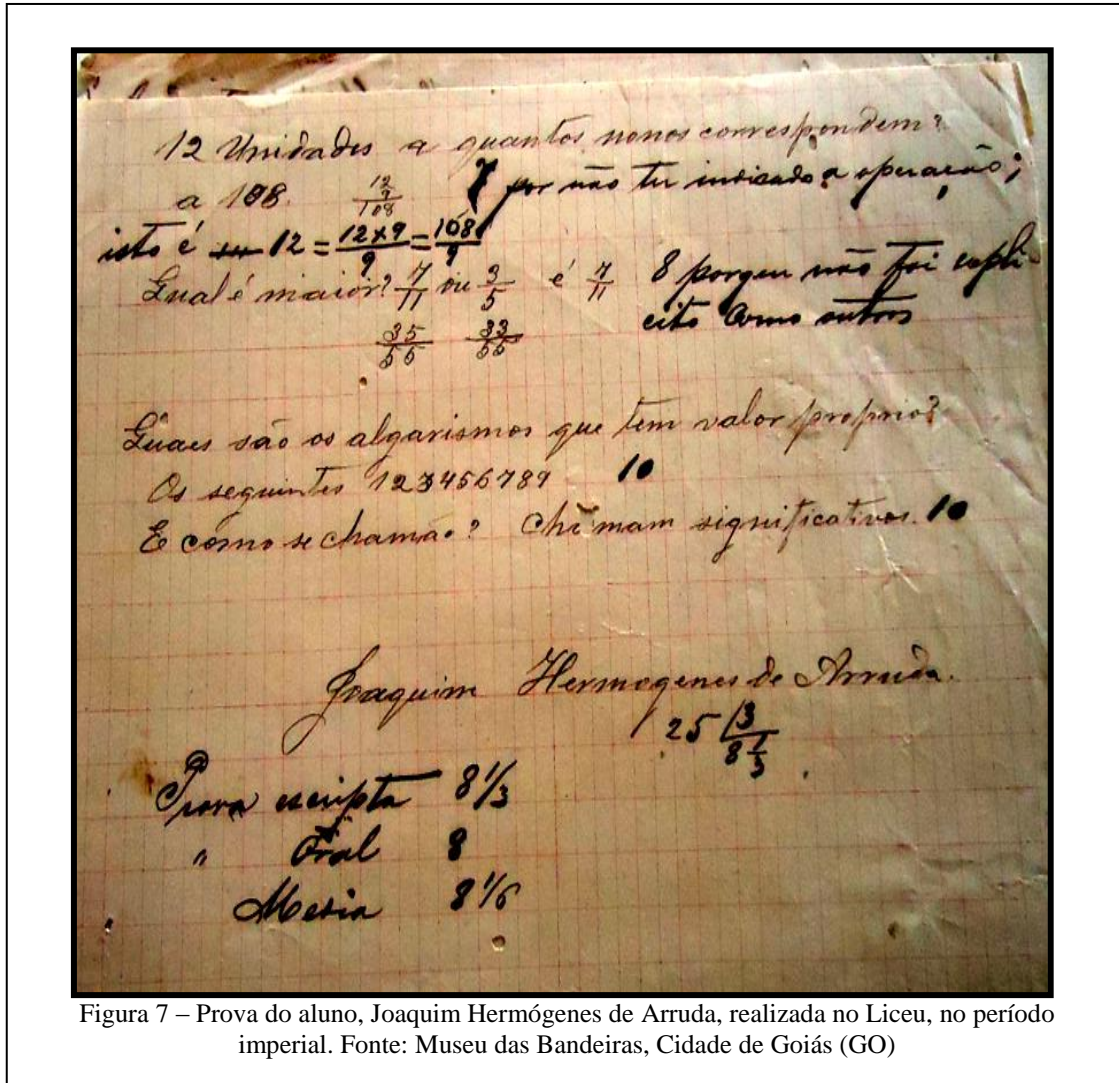 12 Unidades a quantos nonos correspondem?
a 108. 12 9 108 7 por não ter indicado a operação;
isto é 12 = 12×9/9 = 108/9
Qual é maior? 7/11 ou 3/5 é 7/11 8 porque não foi expli
35/55 33/55 cito como outros
Quaes são os algarismos que tem valor proprio?
Os seguintes 123456789 10
E como se chamão? Chamam significativos. 10
Joaquim Hermogenes de Arruda.
25 3
8 1/3
Prova escripta 8 1/3
" Oral 8
Media 8 1/6
Figura 7 – Prova do aluno, Joaquim Hermógenes de Arruda, realizada no Liceu, no período
imperial. Fonte: Museu das Bandeiras, Cidade de Goiás (GO)